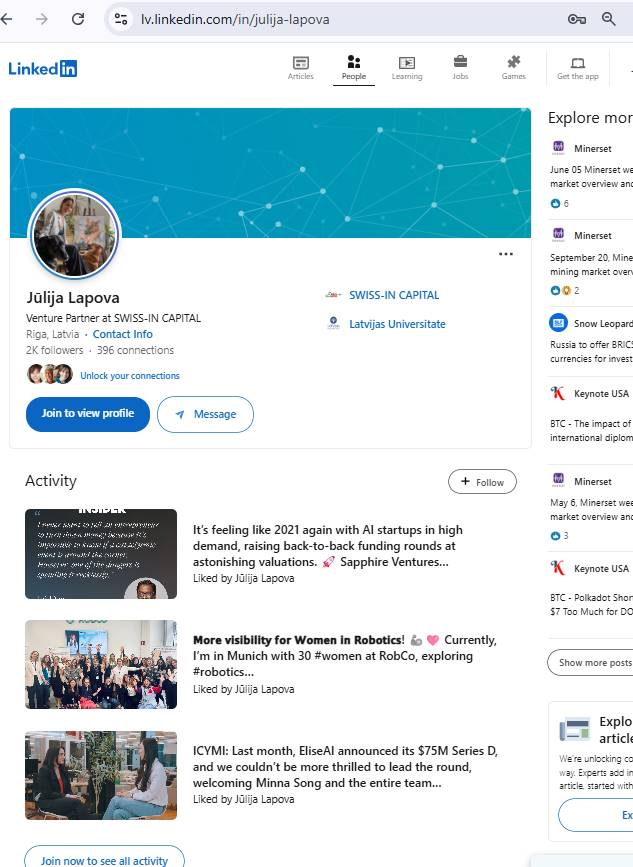 lv.linkedin.com/in/julija-lapova
Linked in
Articles
People
Learning
Jobs
Games
Get the app
Jūlija Lapova
Venture Partner at SWISS-IN CAPITAL
Riga, Latvia · Contact Info
2K followers · 396 connections
Unlock your connections
Join to view profile
Message
SWISS-IN CAPITAL
Latvijas Universitate
Activity
+ Follow
INSIDER
It’s feeling like 2021 again with AI startups in high
demand, raising back-to-back funding rounds at
astonishing valuations. 🚀 Sapphire Ventures…
Liked by Jūlija Lapova
More visibility for Women in Robotics! 🦾 🩷 Currently,
I’m in Munich with 30 #women at RobCo, exploring
#robotics…
Liked by Jūlija Lapova
ICYMI: Last month, EliseAI announced its $75M Series D,
and we couldn’t be more thrilled to lead the round,
welcoming Minna Song and the entire team…
Liked by Jūlija Lapova
Join now to see all activity
Explore mor
Minerset
June 05 Minerset we
market overview and
6
Minerset
September 20, Mine
mining market overv
2
Snow Leopard
Russia to offer BRICS
currencies for invest
Keynote USA
BTC - The impact of
international diplom
Minerset
May 6, Minerset wee
market overview and
3
Keynote USA
BTC - Polkadot Shor
$7 Too Much for DO
Show more posts
Explo
article
We’re unlocking co
way. Experts add in
article, started with
Ex